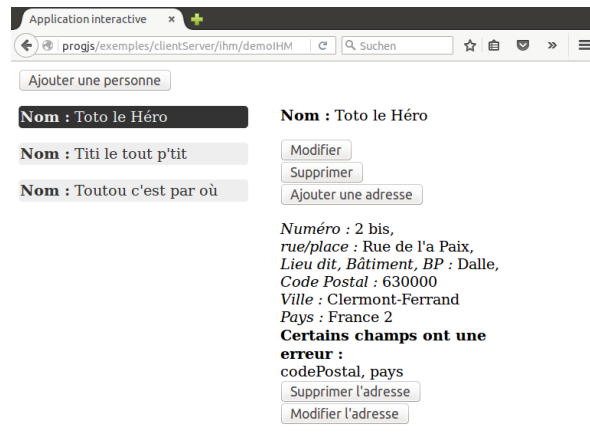 Application interactive
progjs/exemples/clientServer/ihm/demoIHM
Suchen
Ajouter une personne
Nom : Toto le Héro
Nom : Titi le tout p'tit
Nom : Toutou c'est par où
Nom : Toto le Héro
Modifier
Supprimer
Ajouter une adresse
Numéro : 2 bis,
rue/place : Rue de l'a Paix,
Lieu dit, Bâtiment, BP : Dalle,
Code Postal : 630000
Ville : Clermont-Ferrand
Pays : France 2
Certains champs ont une
erreur :
codePostal, pays
Supprimer l'adresse
Modifier l'adresse